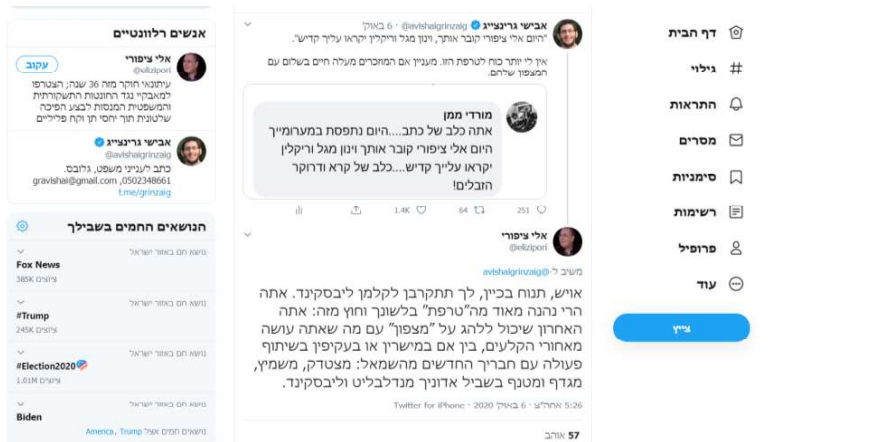 דף הבית
גילוי
התראות
מסרים
סימניות
רשימות
פרופיל
עוד
ציוץ
אבישי גרינצייג @avishaigrinzaig · 6 באוק'
"היום אלי ציפורי קובר אותך, וינון מגל וריקלין יקראו עליך קדיש".
אין לי יותר כוח לטרפת הזו. מעניין אם המוזכרים מעלה חיים בשלום עם
המצפון שלהם.
מורדי ממן
אתה כלב של כתב....היום נתפסת במערומייך
היום אלי ציפורי קובר אותך וינון מגל וריקלין
יקראו עלייך קדיש....כלב של קרא ודרוקר
הזבלים!
251
64
1.4K
אלי ציפורי
@elizipori
משיב ל-@avishaigrinzaig
אויש, תנוח בכיין, לך תתקרבן לקלמן ליבסקינד. אתה
הרי נהנה מאוד מה"טרפת" בלשונך וחוץ מזה: אתה
האחרון שיכול ללהג על "מצפון" עם מה שאתה עושה
מאחורי הקלעים, בין אם במישרין או בעקיפין בשיתוף
פעולה עם חבריך החדשים מהשמאל: מצטדק, משמיץ,
מגדף ומטנף בשביל אדוניך מנדלבליט וליבסקינד.
5:26 אחה"צ · 6 באוק' 2020 · Twitter for iPhone
57 אוהב
אנשים רלוונטיים
אלי ציפורי
@elizipori
עקוב
עיתונאי חוקר מזה 36 שנה; הצטרפו
למאבקיי נגד החונטות התקשורתית
והמשפטית המנסות לבצע הפיכה
שלטונית תוך יחסי תן וקח פליליים
אבישי גרינצייג
@avishaigrinzaig
כתב לענייני משפט, גלובס.
0502348661, gravishai@gmail.com
t.me/grinzaig
הנושאים החמים בשבילך
נושא חם באזור ישראל
Fox News
385K ציוצים
נושא חם באזור ישראל
#Trump
245K ציוצים
נושא חם באזור ישראל
#Election2020
1.01M ציוצים
נושא חם באזור ישראל
Biden
נושאים חמים אצל America, Trump